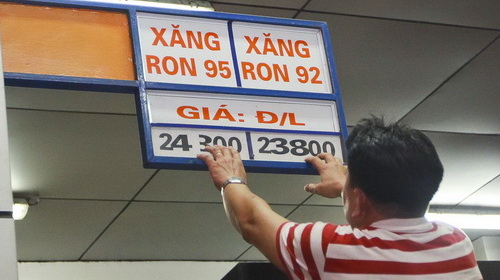 XĂNG XĂNG
RON 95 RON 92
GIÁ: Đ/L
24 300 23800